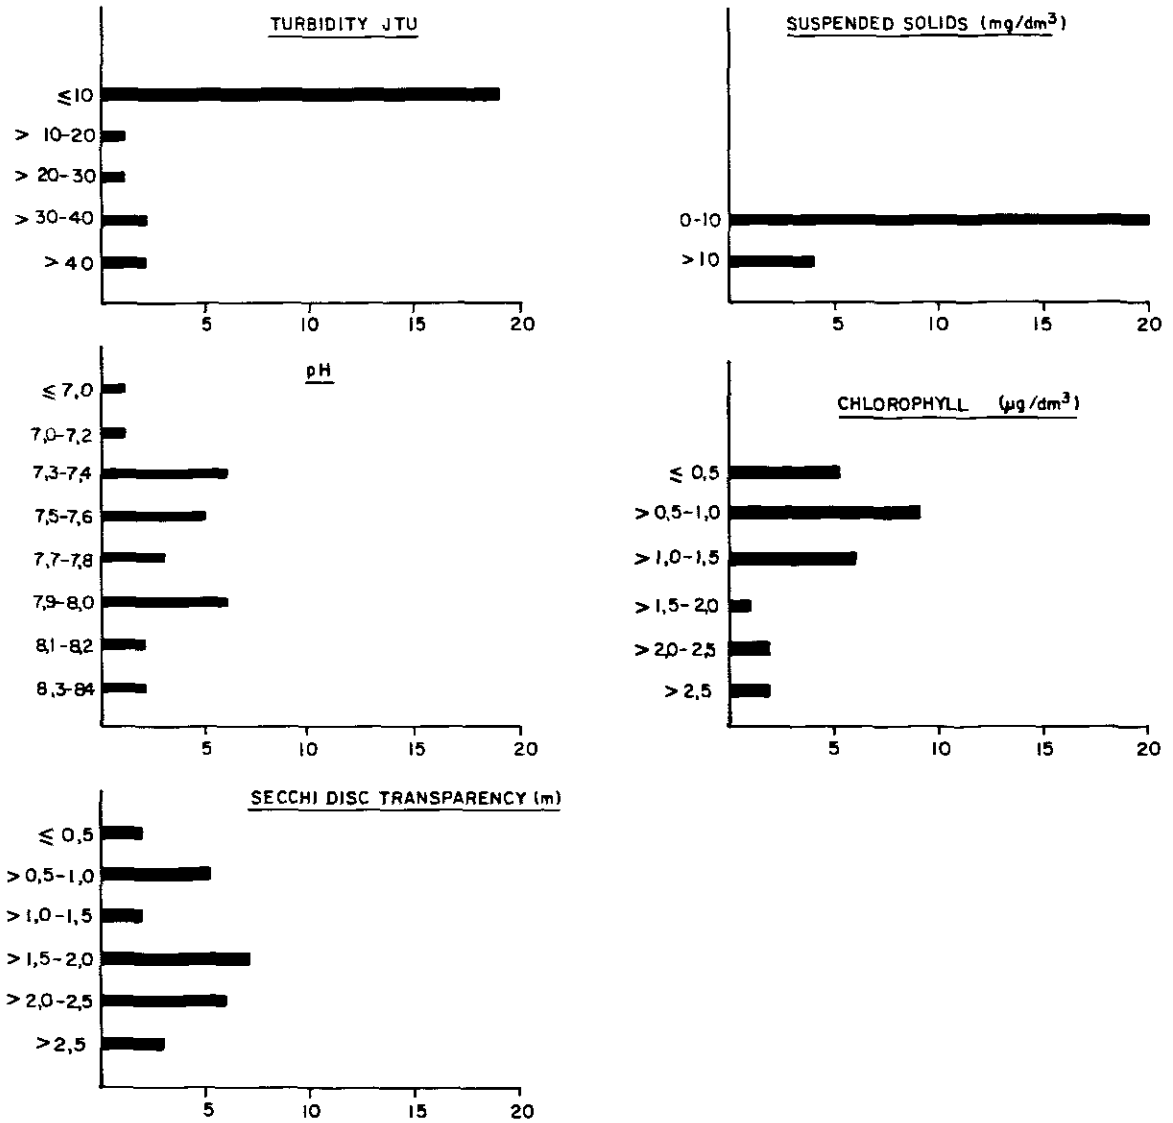 TURBIDITY JTU
≤10
> 10-20
> 20-30
> 30-40
> 40
5 10 15 20
SUSPENDED SOLIDS (mg/dm³)
0-10
>10
5 10 15 20
pH
≤ 7,0
7,0-7,2
7,3-7,4
7,5-7,6
7,7-7,8
7,9-8,0
8,1-8,2
8,3-84
5 10 15 20
CHLOROPHYLL (µg/dm³)
≤ 0,5
> 0,5-1,0
> 1,0-1,5
> 1,5-2,0
> 2,0-2,5
> 2,5
5 10 15 20
SECCHI DISC TRANSPARENCY (m)
≤ 0,5
> 0,5-1,0
> 1,0-1,5
> 1,5-2,0
> 2,0-2,5
> 2,5
5 10 15 20